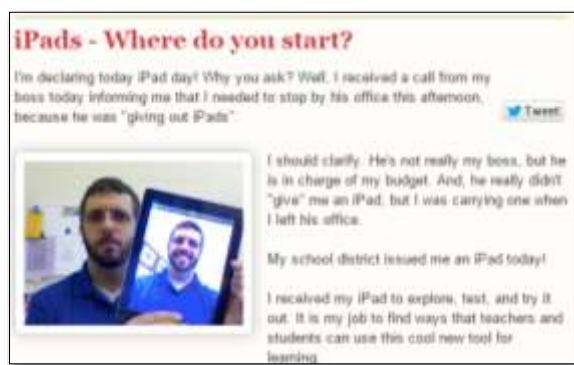 iPads - Where do you start?
I'm declaring today iPad day! Why you ask? Well, I received a call from my
boss today informing me that I needed to stop by his office this afternoon,
because he was "giving out iPads".
Tweet
I should clarify. He's not really my boss, but he
is in charge of my budget. And, he really didn't
"give" me an iPad, but I was carrying one when
I left his office.
My school district issued me an iPad today!
I received my iPad to explore, test, and try it
out. It is my job to find ways that teachers and
students can use this cool new tool for
learning